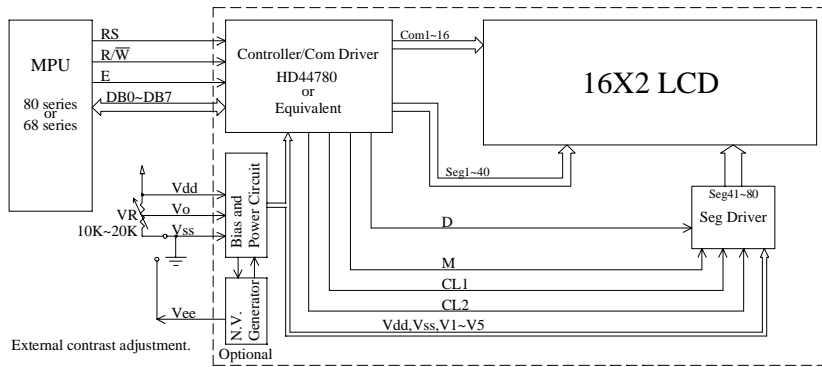 RS
R/W̅
E
DB0~DB7
MPU
80 series
or
68 series
Controller/Com Driver
HD44780
or
Equivalent
Com1~16
16X2 LCD
Seg1~40
Seg41~80
Seg Driver
Vdd
Vo
Vss
VR
10K~20K
Bias and
Power Circuit
D
M
CL1
CL2
Vdd,Vss,V1~V5
Vee
N.V.
Generator
Optional
External contrast adjustment.